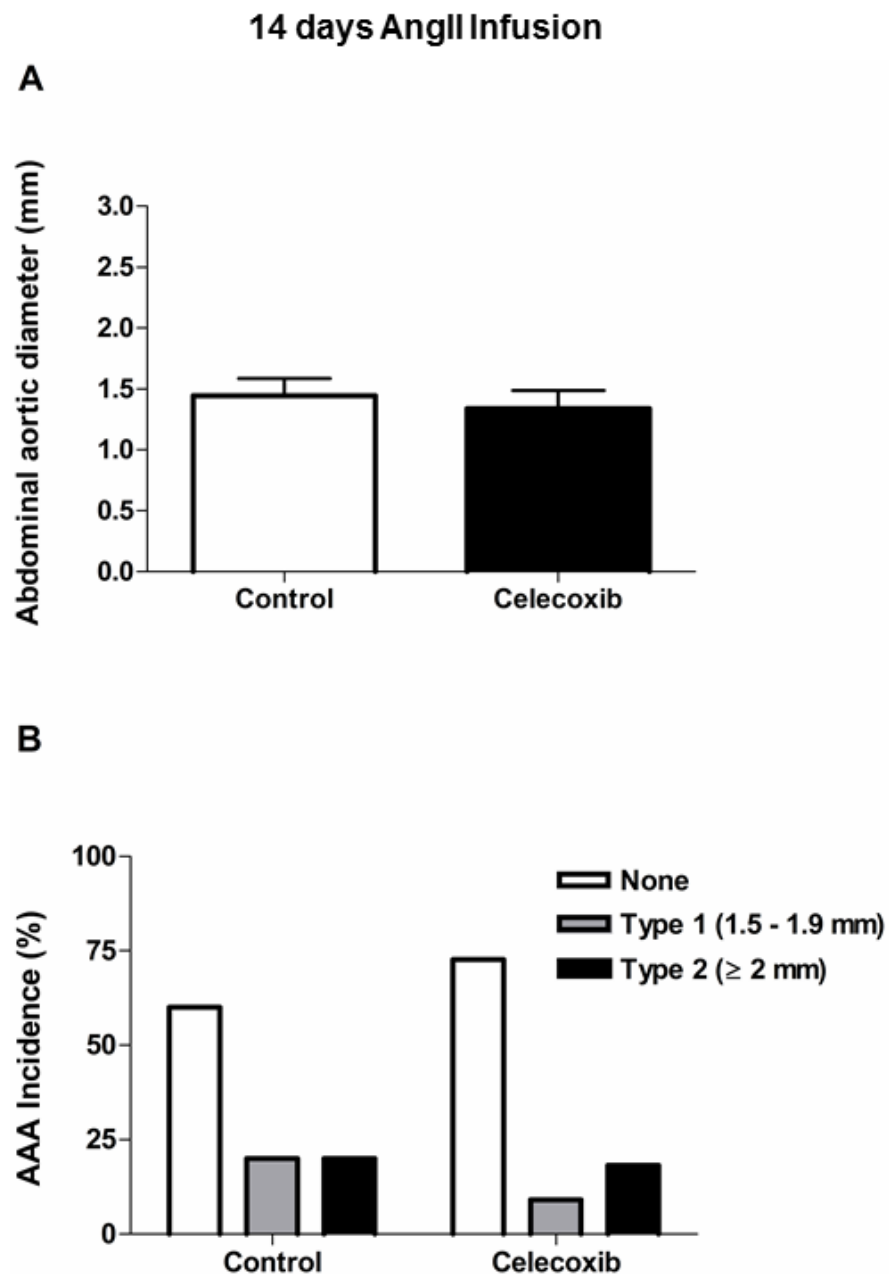 14 days AngII Infusion
A
Abdominal aortic diameter (mm)
3.0
2.5
2.0
1.5
1.0
0.5
0.0
Control Celecoxib
B
AAA Incidence (%)
100
75
50
25
0
None
Type 1 (1.5 - 1.9 mm)
Type 2 (≥ 2 mm)
Control Celecoxib